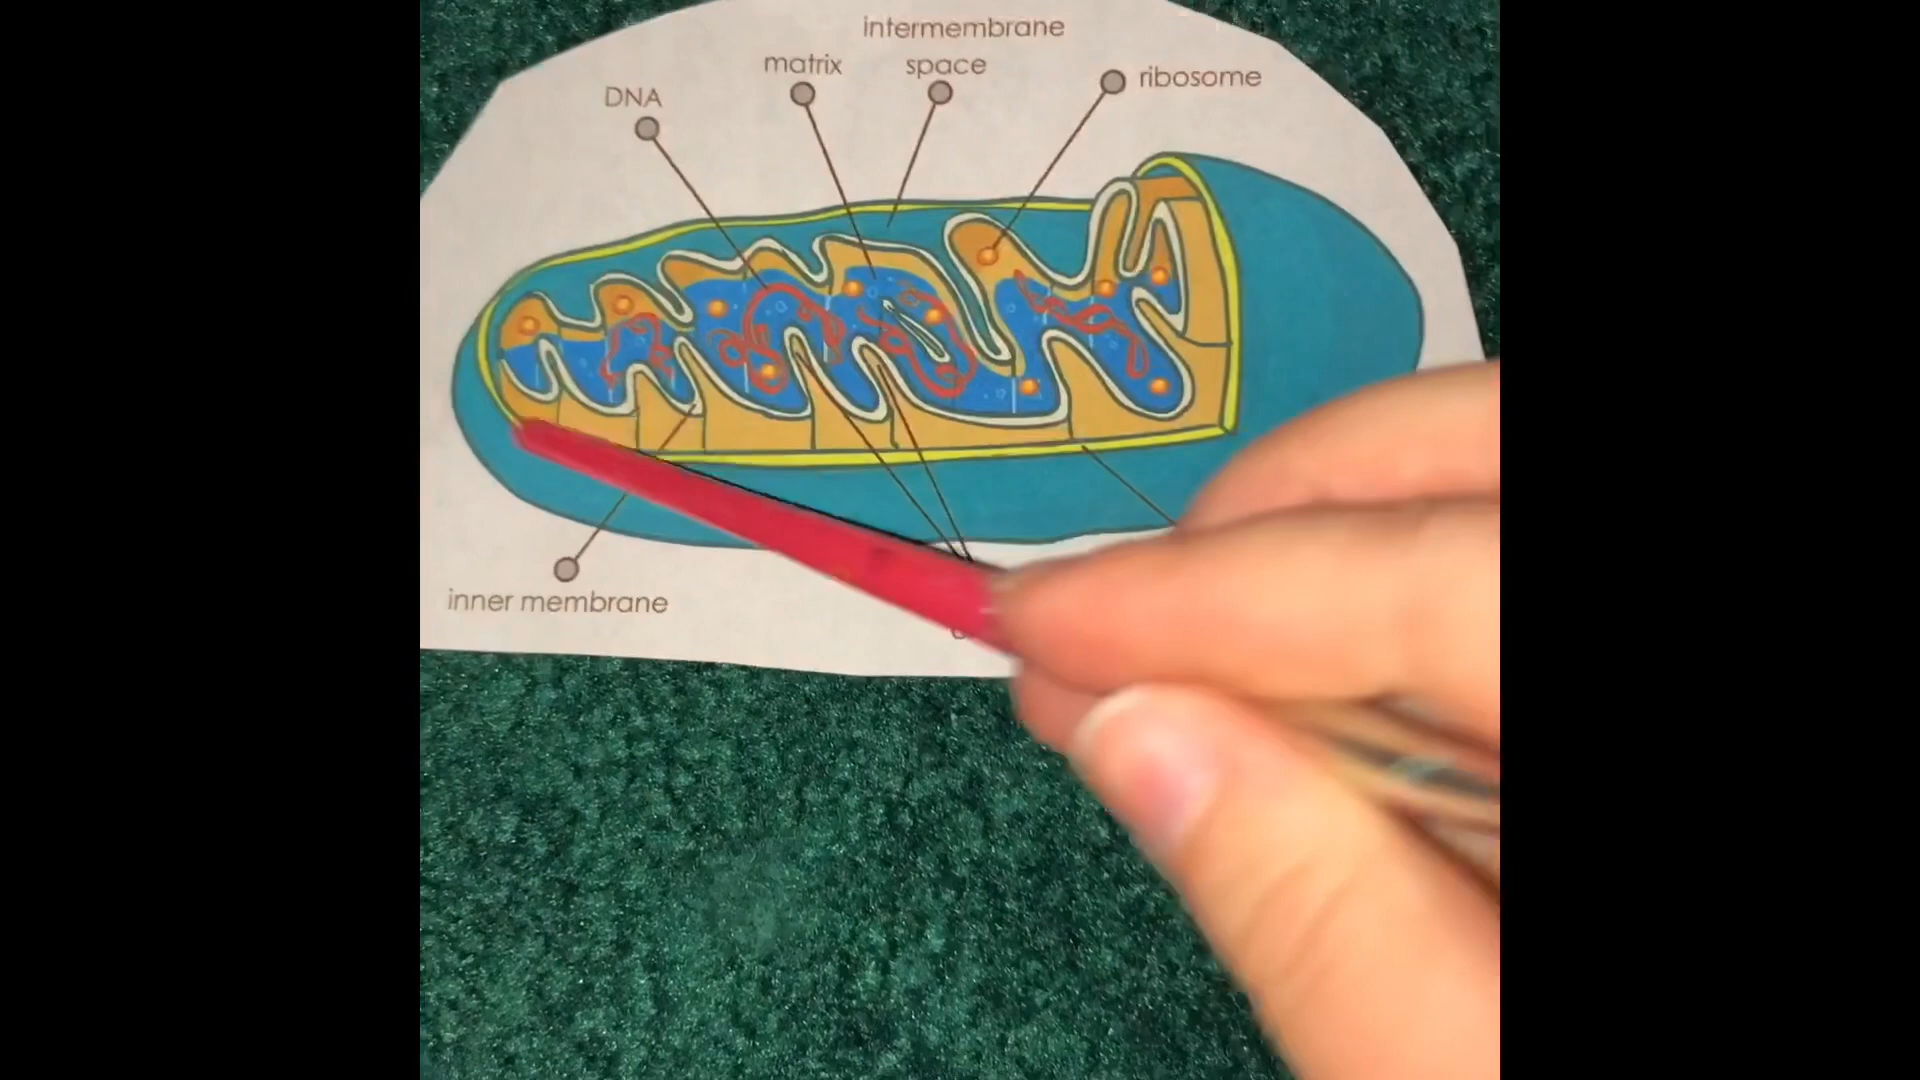 intermembrane
space
matrix
ribosome
DNA
inner membrane